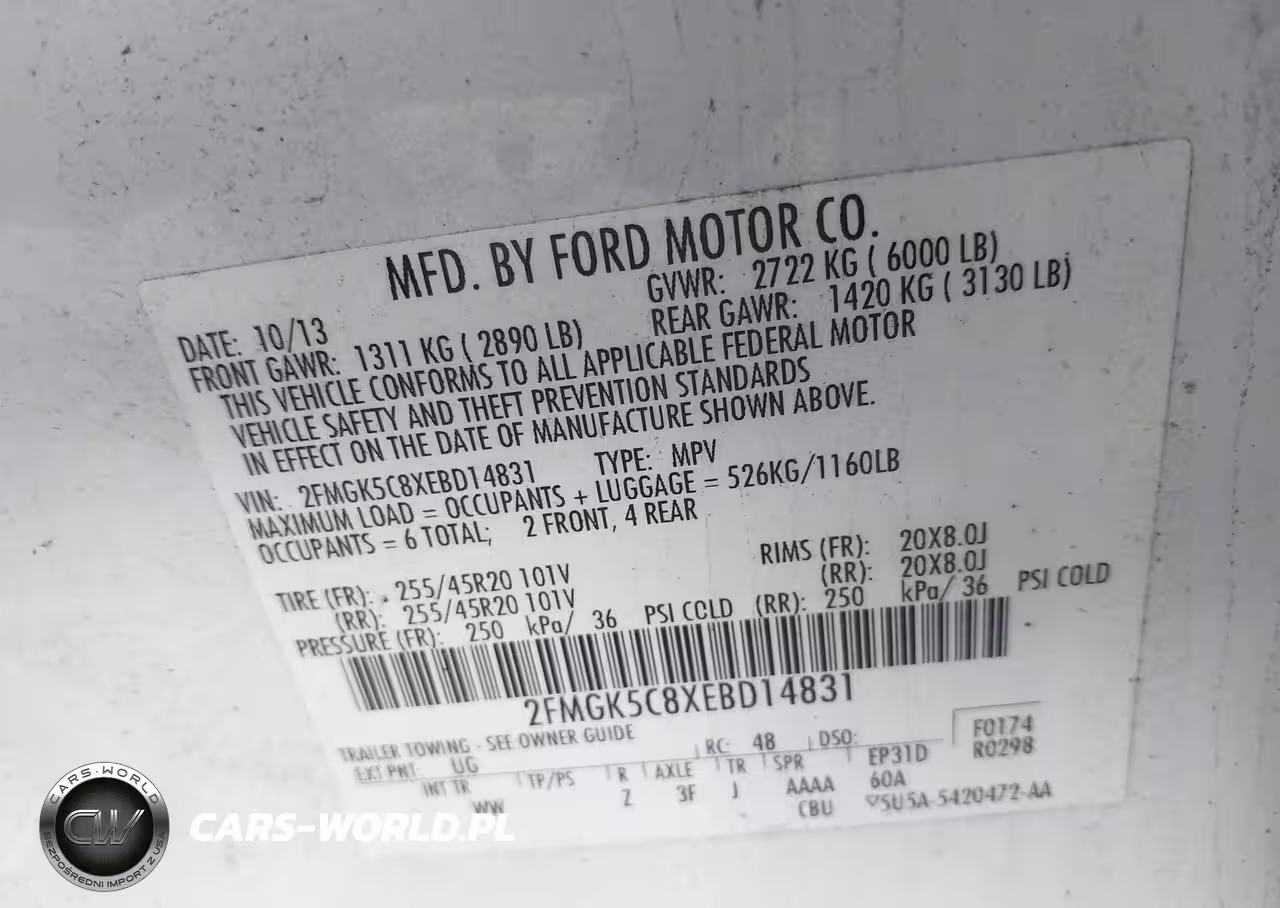 MFD. BY FORD MOTOR CO.
DATE: 10/13 GVWR: 2722 KG ( 6000 LB)
FRONT GAWR: 1311 KG ( 2890 LB) REAR GAWR: 1420 KG ( 3130 LB)
THIS VEHICLE CONFORMS TO ALL APPLICABLE FEDERAL MOTOR
VEHICLE SAFETY AND THEFT PREVENTION STANDARDS
IN EFFECT ON THE DATE OF MANUFACTURE SHOWN ABOVE.
VIN: 2FMGK5C8XEBD14831 TYPE: MPV
MAXIMUM LOAD = OCCUPANTS + LUGGAGE = 526KG/1160LB
OCCUPANTS = 6 TOTAL; 2 FRONT, 4 REAR
TIRE (FR): 255/45R20 101V RIMS (FR): 20X8.0J
(RR): 255/45R20 101V (RR): 20X8.0J
PRESSURE (FR): 250 kPa/ 36 PSI COLD (RR): 250 kPa/ 36 PSI COLD
2FMGK5C8XEBD14831
TRAILER TOWING - SEE OWNER GUIDE
EXT PNT: UG RC: 48 DSO: F0174
R0298
INT TR TP/PS R AXLE TR SPR EP31D
WW Z 3F J AAAA 60A
CBU 5U5A-5420472-AA
CARS-WORLD
CW
BEZPOŚREDNI IMPORT Z USA
CARS-WORLD.PL